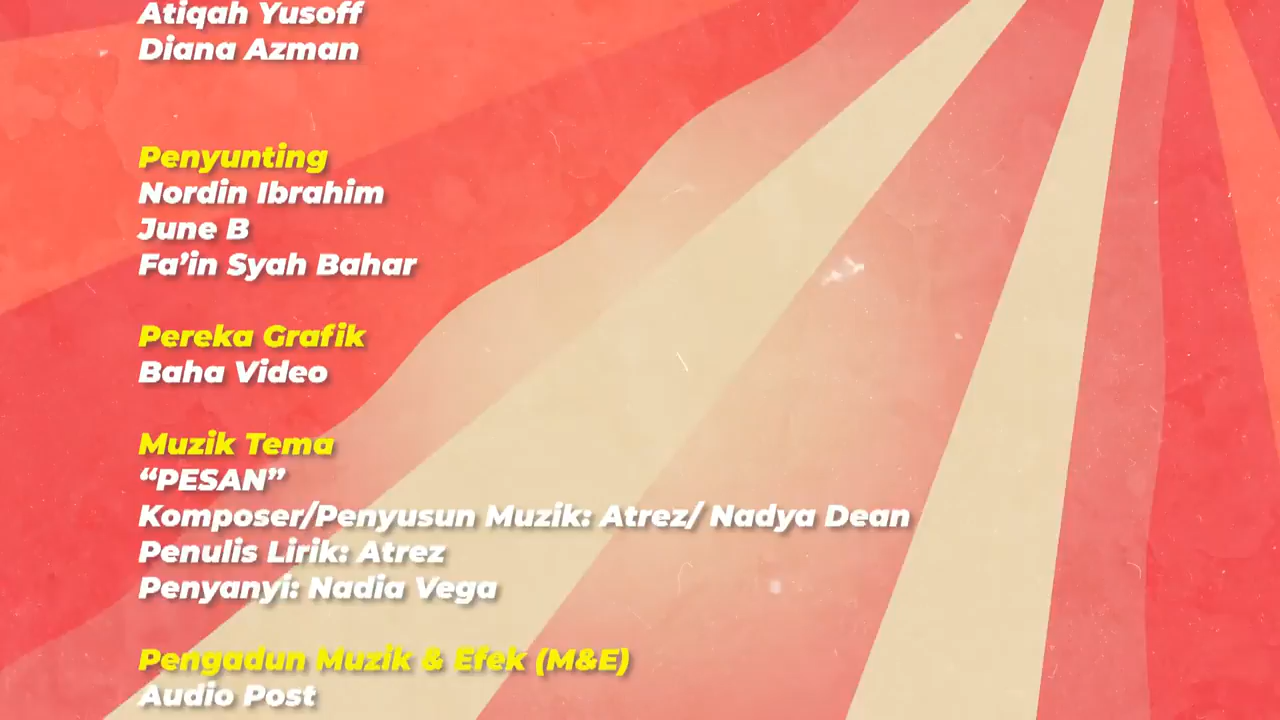 Atiqah Yusoff
Diana Azman
Penyunting
Nordin Ibrahim
June B
Fa’in Syah Bahar
Pereka Grafik
Baha Video
Muzik Tema
“PESAN”
Komposer/Penyusun Muzik: Atrez/ Nadya Dean
Penulis Lirik: Atrez
Penyanyi: Nadia Vega
Pengadun Muzik & Efek (M&E)
Audio Post